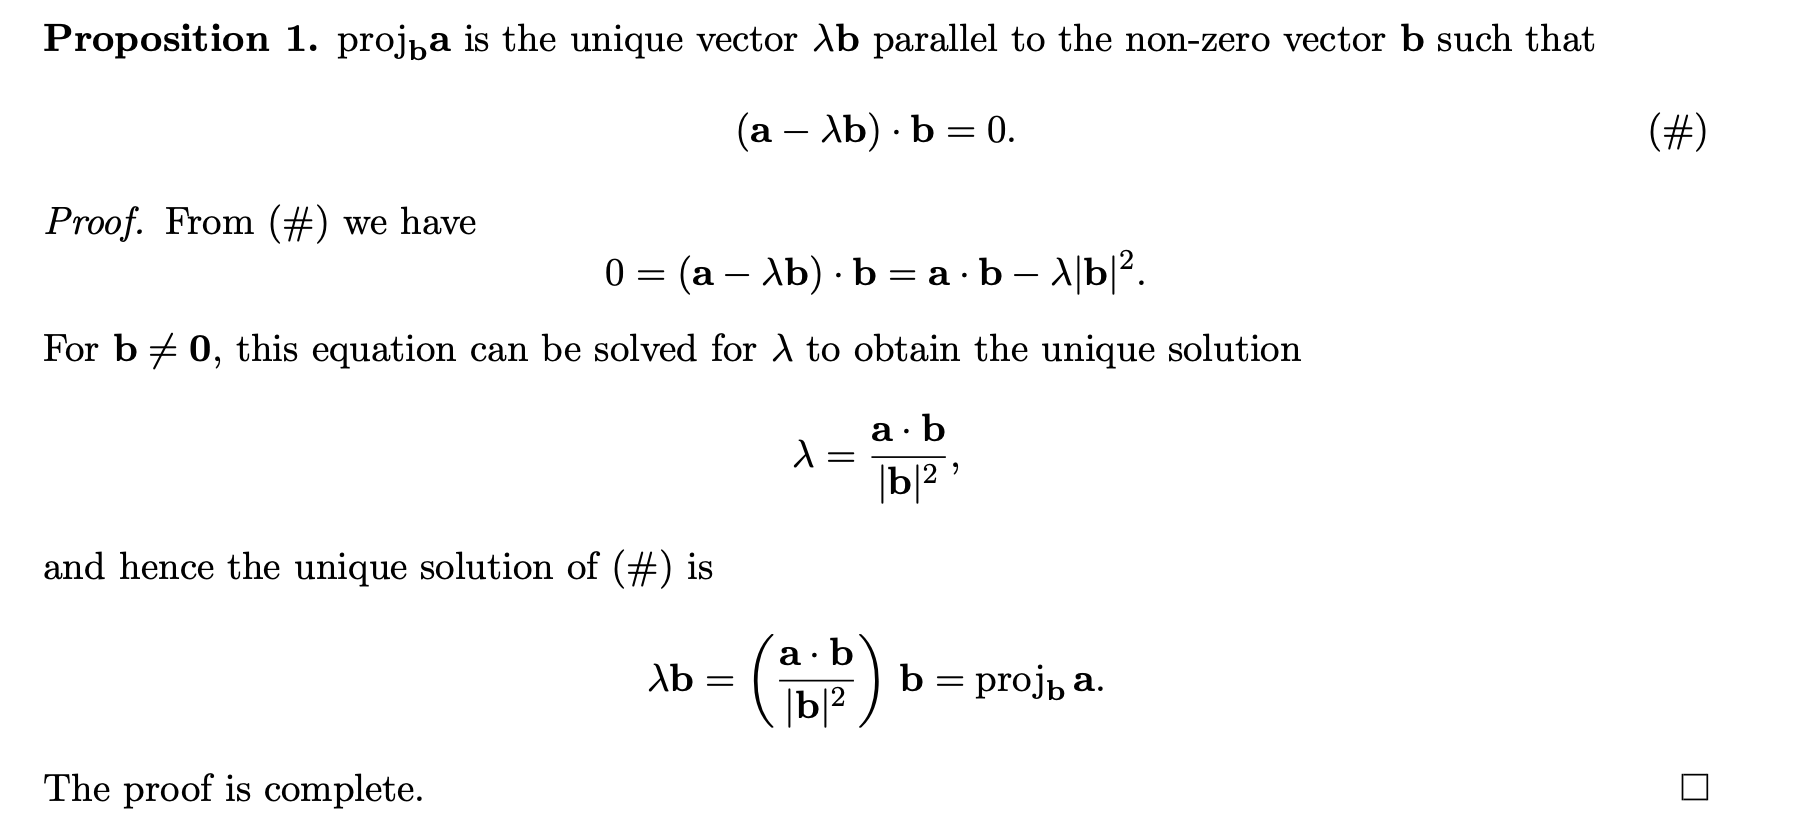 Proposition 1. proj_b a is the unique vector λb parallel to the non-zero vector b such that
(a − λb) · b = 0. (#)
Proof. From (#) we have
0 = (a − λb) · b = a · b − λ|b|².
For b ≠ 0, this equation can be solved for λ to obtain the unique solution
λ = \frac{a · b}{|b|²},
and hence the unique solution of (#) is
λb = (\frac{a · b}{|b|²}) b = proj_b a.
The proof is complete. □